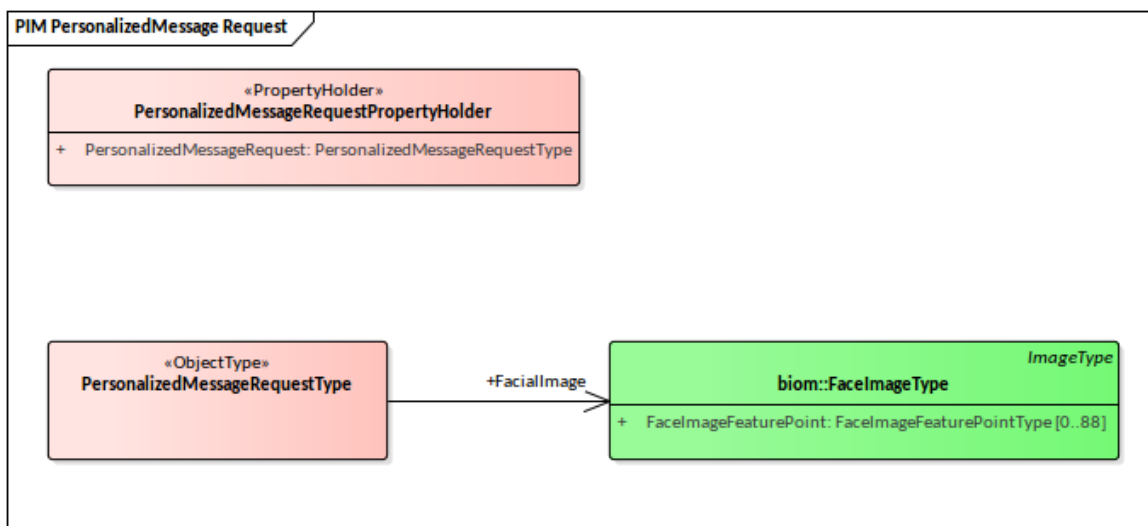 PIM PersonalizedMessage Request
«PropertyHolder»
PersonalizedMessageRequestPropertyHolder
+ PersonalizedMessageRequest: PersonalizedMessageRequestType
«ObjectType»
PersonalizedMessageRequestType
+FacialImage
ImageType
biom::FaceImageType
+ FaceImageFeaturePoint: FaceImageFeaturePointType [0..88]